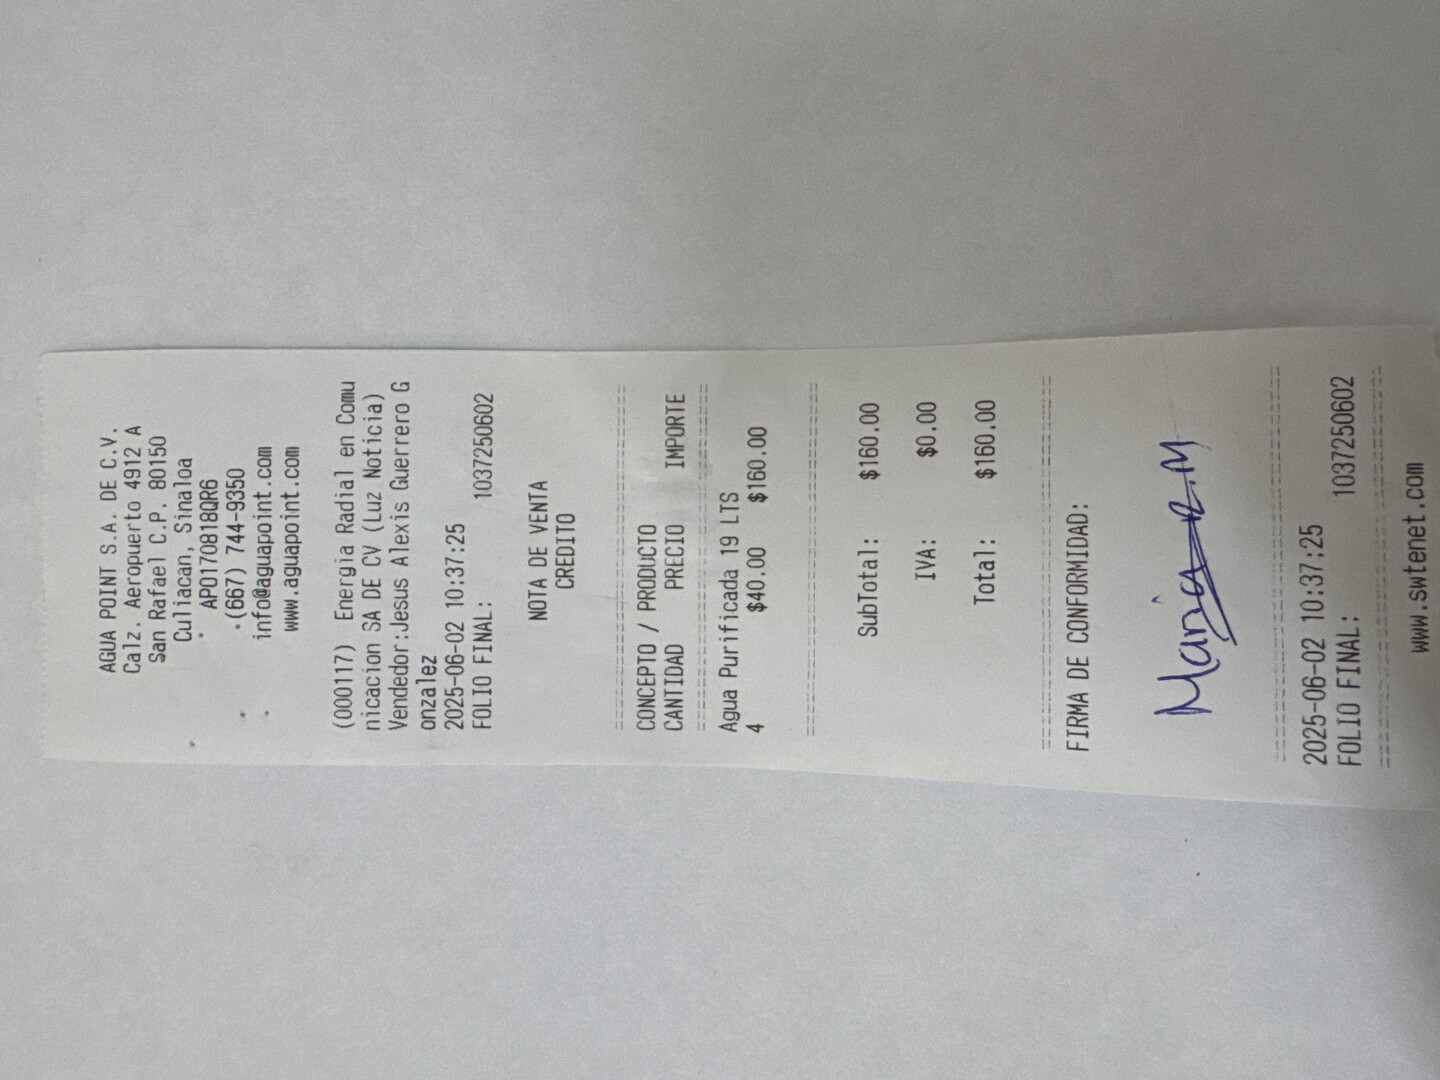 AGUA POINT S.A. DE C.V.
Calz. Aeropuerto 4912 A
San Rafael C.P. 80150
Culiacan, Sinaloa
APO170818QR6
(667) 744-9350
info@aguapoint.com
www.aguapoint.com
(000117) Energia Radial en Comu
nicacion SA DE CV (Luz Noticia)
Vendedor:Jesus Alexis Guerrero G
onzalez
2025-06-02 10:37:25
FOLIO FINAL: 1037250602
NOTA DE VENTA
CREDITO
================================
CONCEPTO / PRODUCTO
CANTIDAD PRECIO IMPORTE
================================
Agua Purificada 19 LTS
4 $40.00 $160.00
================================
SubTotal: $160.00
IVA: $0.00
Total: $160.00
================================
FIRMA DE CONFORMIDAD:
Maria R.M
================================
2025-06-02 10:37:25
FOLIO FINAL: 1037250602
================================
www.swtenet.com